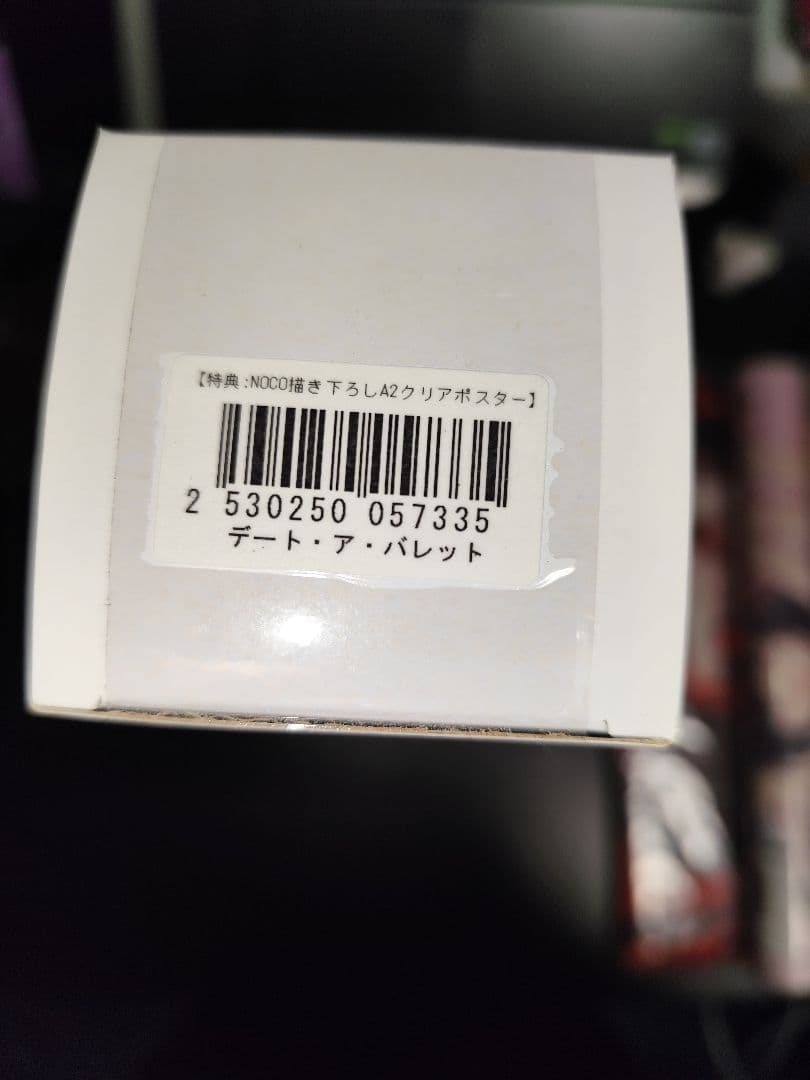 【特典:NOCO描き下ろしA2クリアポスター】
2 530250 057335
デート・ア・バレット